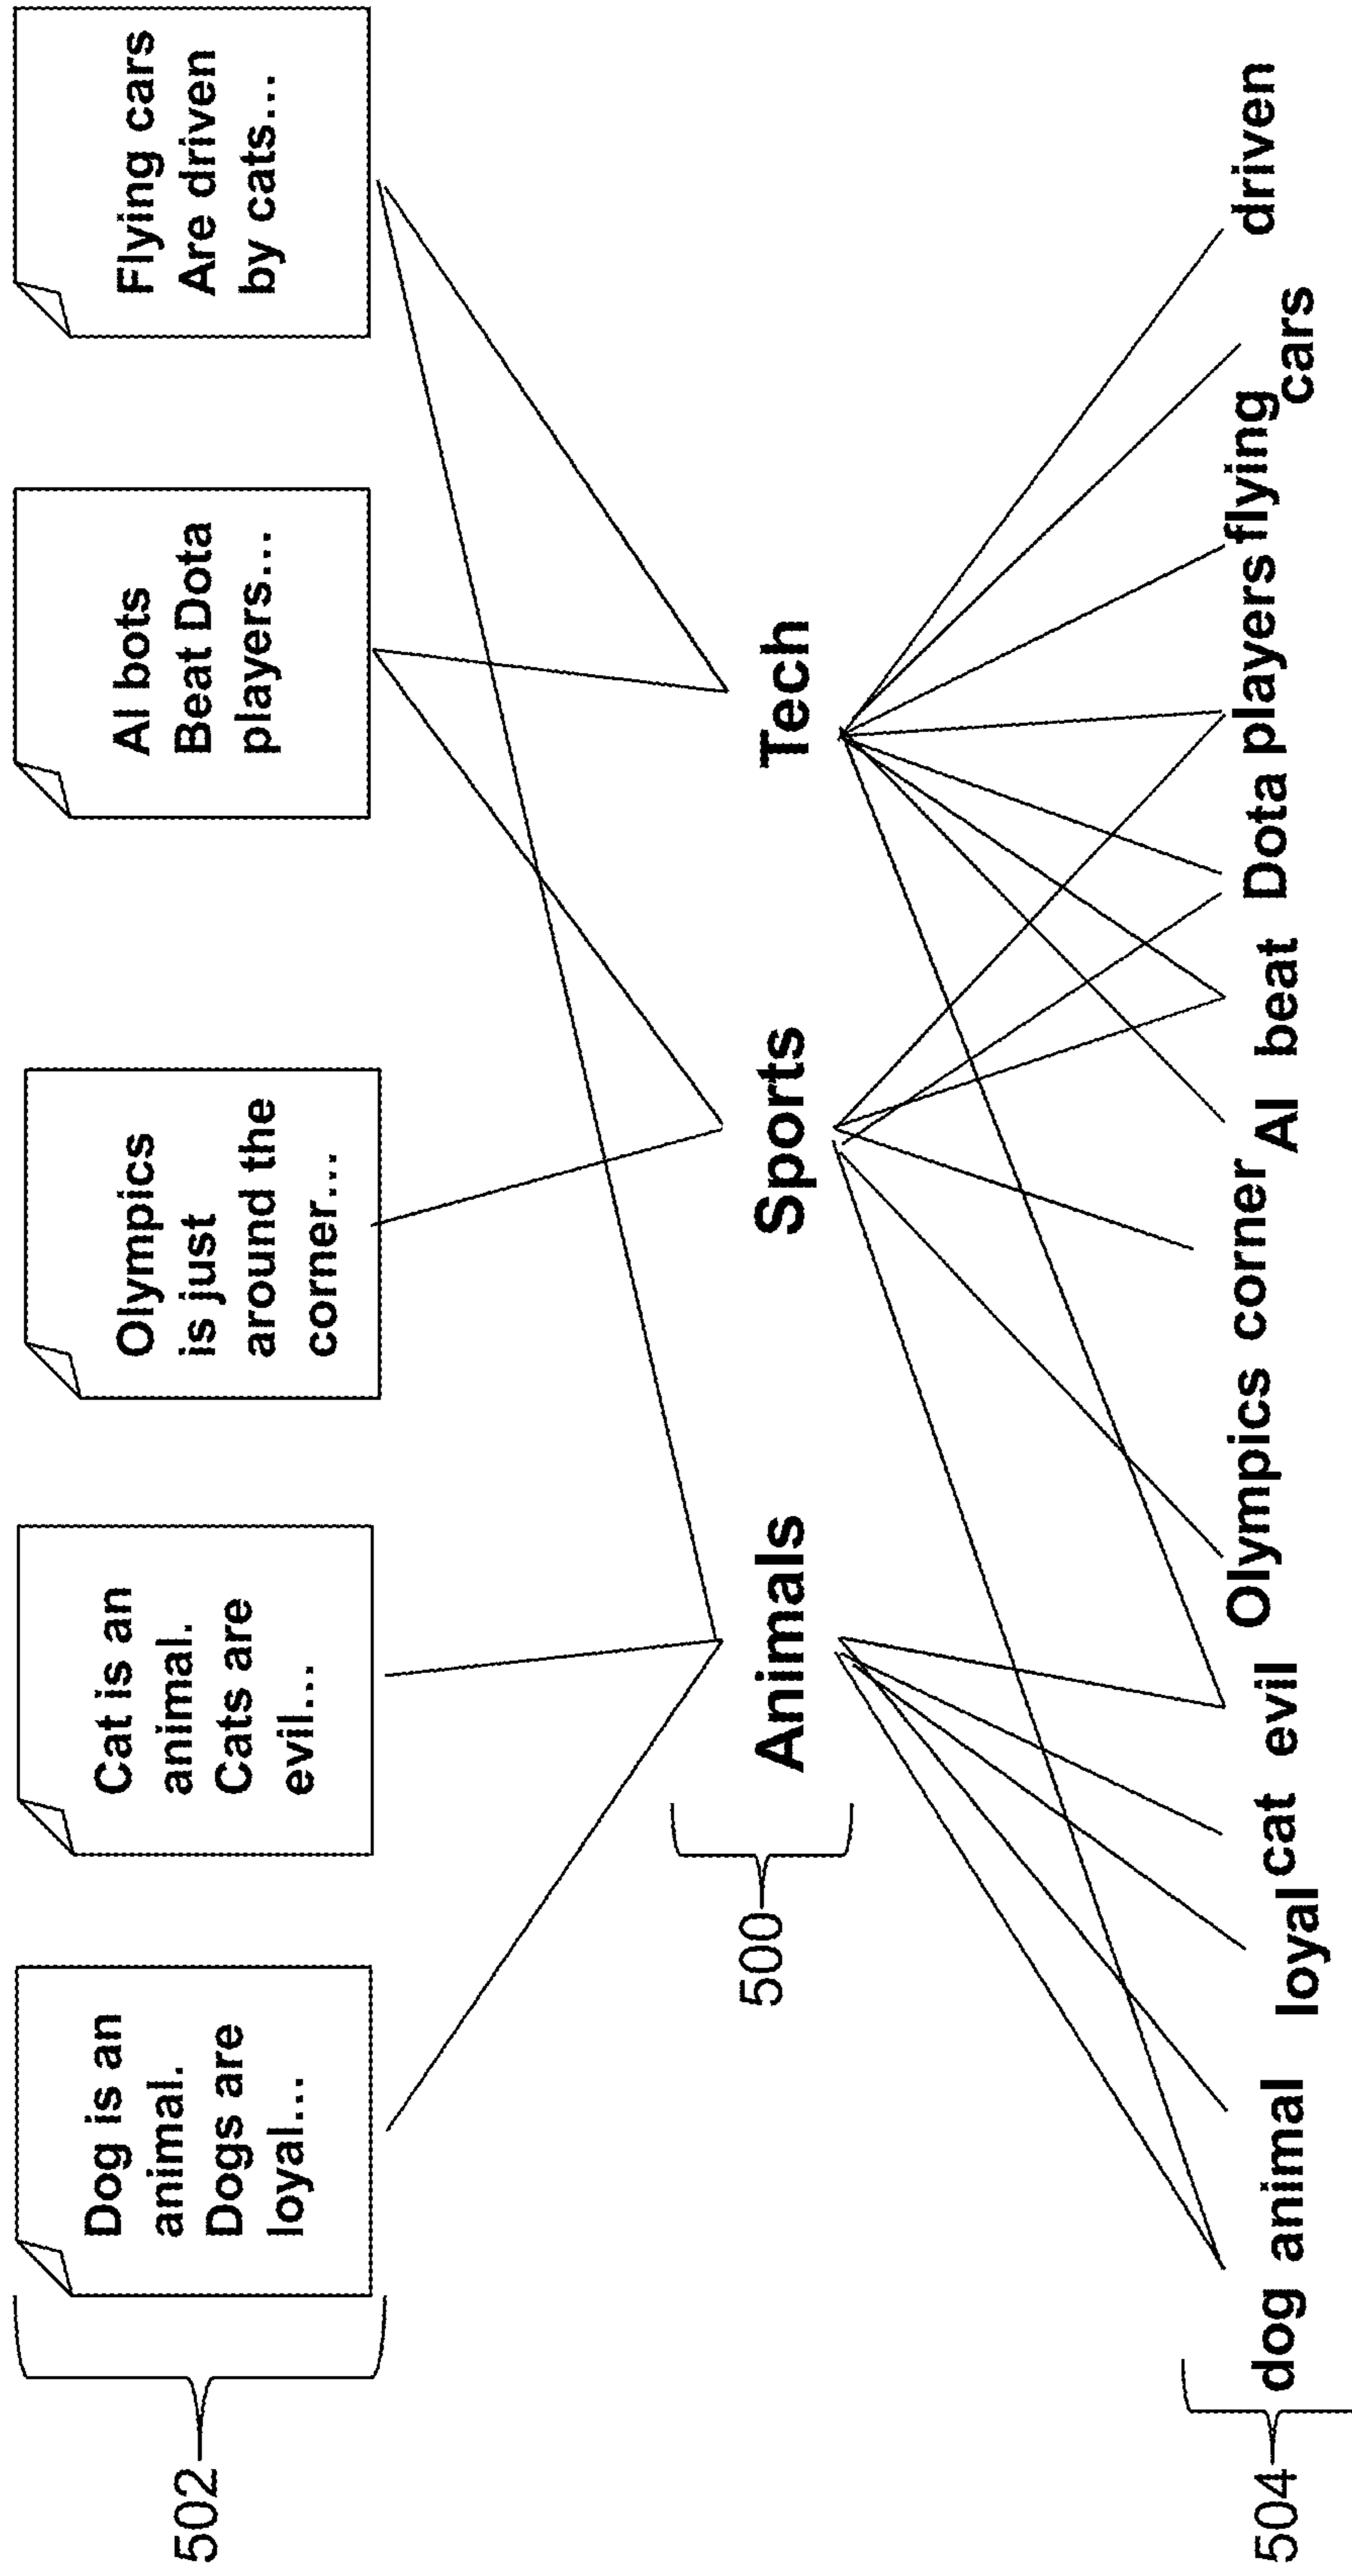 502
Dog is an
animal.
Dogs are
loyal...
Cat is an
animal.
Cats are
evil...
Olympics
is just
around the
corner...
AI bots
Beat Dota
players...
Flying cars
Are driven
by cats...
500
Animals
Sports
Tech
504
dog animal loyal cat evil Olympics corner AI beat Dota players flying cars driven